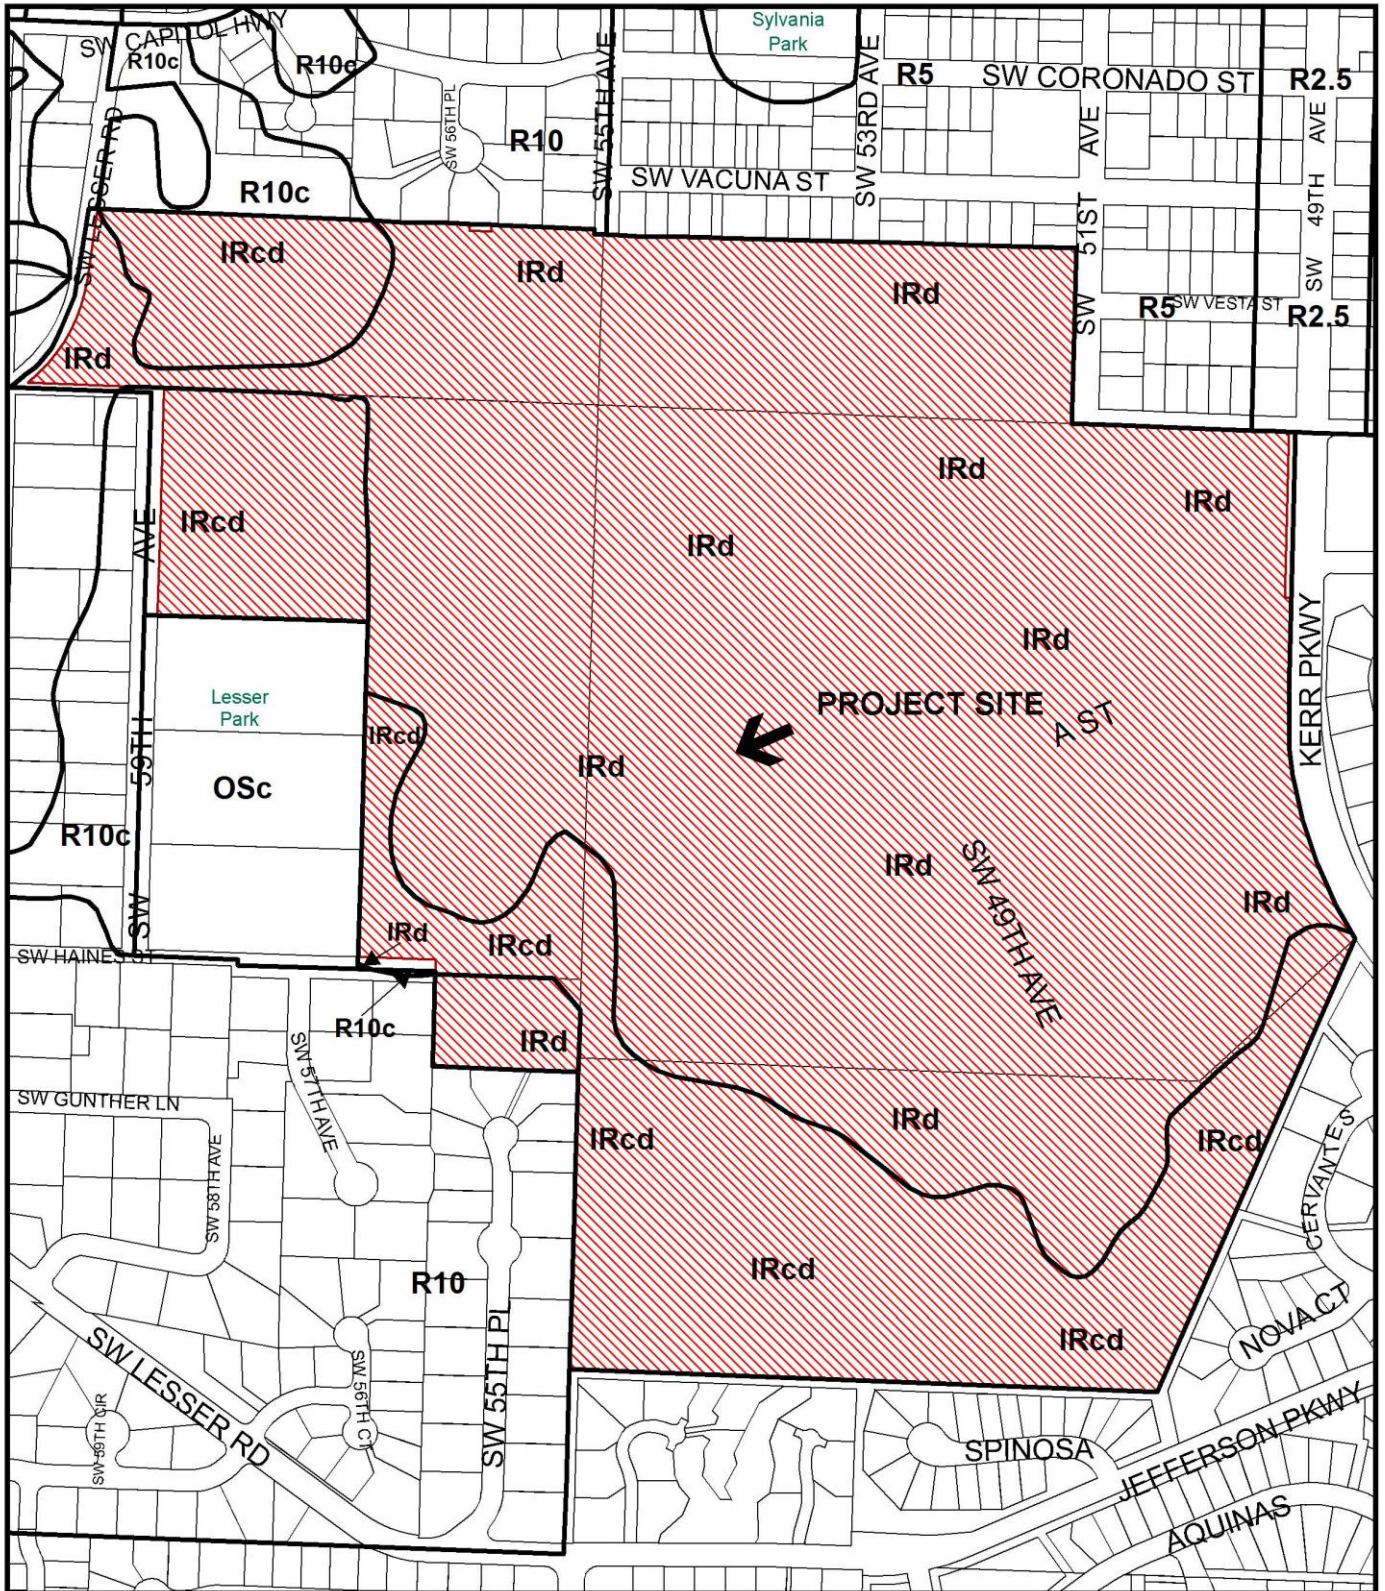 SW CAPITOL HWY
R10c
R10c
SW 56TH PL
R10
SW 55TH AVE
Sylvania
Park
SW 53RD AVE
R5
SW CORONADO ST
R2.5
SW LESSER RD
R10c
SW VACUNA ST
SW 51ST AVE
SW 49TH AVE
IRcd
IRd
IRd
R5
SW VESTA ST
R2.5
IRd
IRd
IRd
IRcd
IRd
SW 59TH AVE
IRd
KERR PKWY
Lesser
Park
PROJECT SITE
A ST
IRcd
IRd
OSc
R10c
IRd
SW 49TH AVE
IRd
IRd
IRcd
SW HAINES ST
R10c
IRd
SW 57TH AVE
SW GUNTHER LN
IRd
IRcd
IRcd
SW 58TH AVE
CERVANTES
IRcd
R10
NOVA CT
IRcd
SW LESSER RD
SW 56TH CT
SW 55TH PL
SW 59TH CIR
SPINOSA
JEFFERSON PKWY
AQUINAS